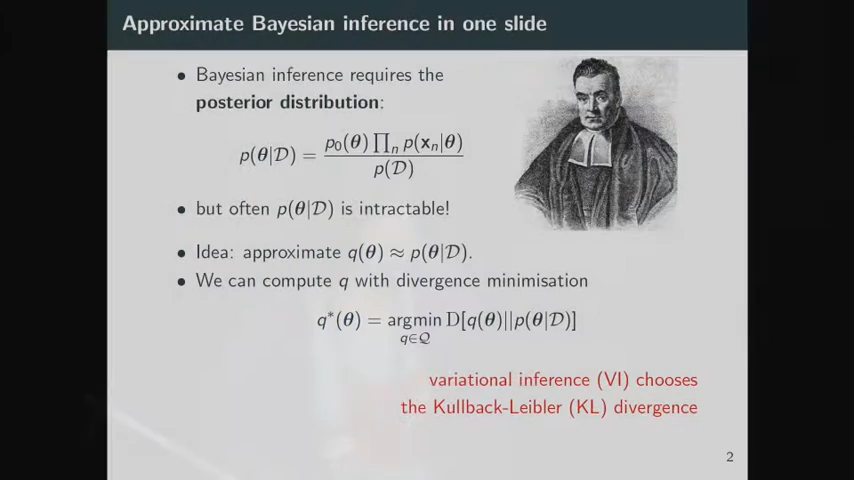 Approximate Bayesian inference in one slide
• Bayesian inference requires the
posterior distribution:
p(θ|𝒟) = p₀(θ) ∏ₙ p(xₙ|θ) / p(𝒟)
• but often p(θ|𝒟) is intractable!
• Idea: approximate q(θ) ≈ p(θ|𝒟).
• We can compute q with divergence minimisation
q*(θ) = argmin D[q(θ)||p(θ|𝒟)]
q∈𝒬
variational inference (VI) chooses
the Kullback-Leibler (KL) divergence
2